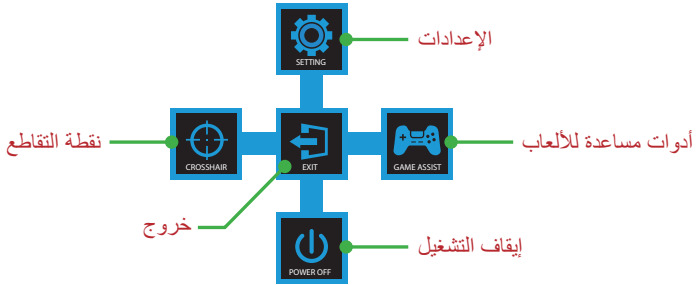 الإعدادات
SETTING
نقطة التقاطع
CROSSHAIR
EXIT
GAME ASSIST
أدوات مساعدة للألعاب
خروج
POWER OFF
إيقاف التشغيل